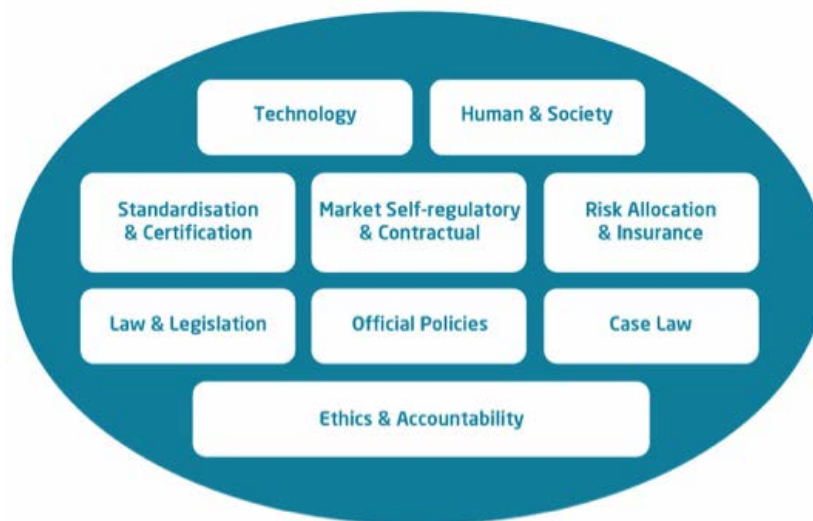 Technology
Human & Society
Standardisation
& Certification
Market Self-regulatory
& Contractual
Risk Allocation
& Insurance
Law & Legislation
Official Policies
Case Law
Ethics & Accountability